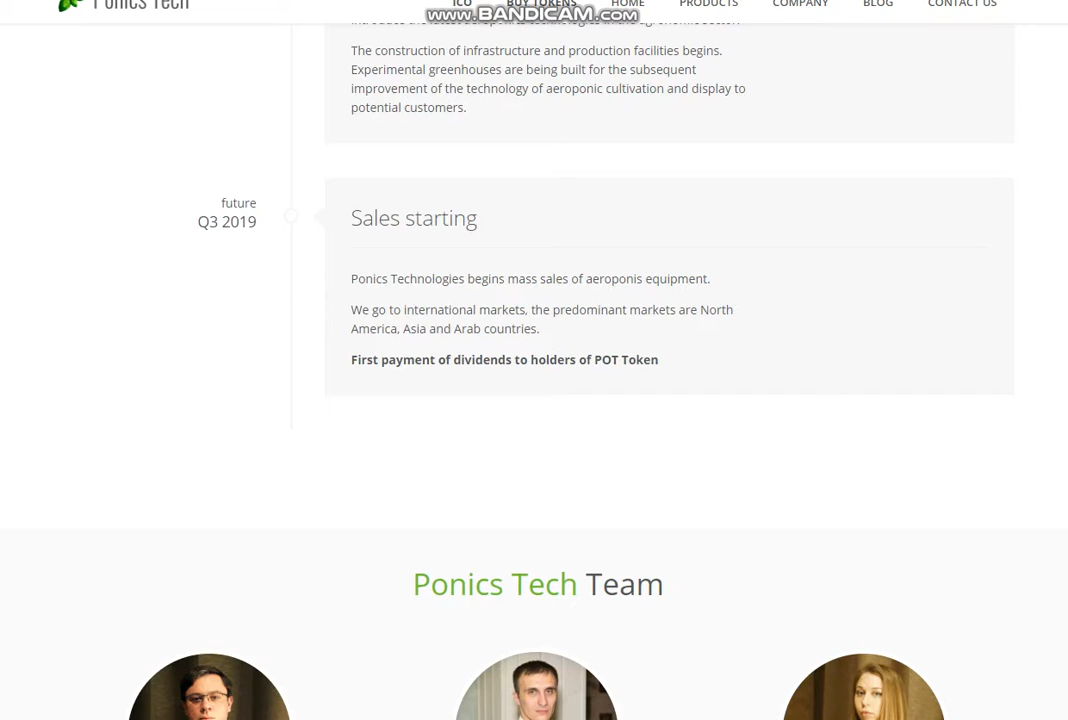 Ponics Tech
ICO BUY TOKENS HOME PRODUCTS COMPANY BLOG CONTACT US
www.BANDICAM.com
The construction of infrastructure and production facilities begins.
Experimental greenhouses are being built for the subsequent
improvement of the technology of aeroponic cultivation and display to
potential customers.
future
Q3 2019
Sales starting
Ponics Technologies begins mass sales of aeroponis equipment.
We go to international markets, the predominant markets are North
America, Asia and Arab countries.
First payment of dividends to holders of POT Token
Ponics Tech Team